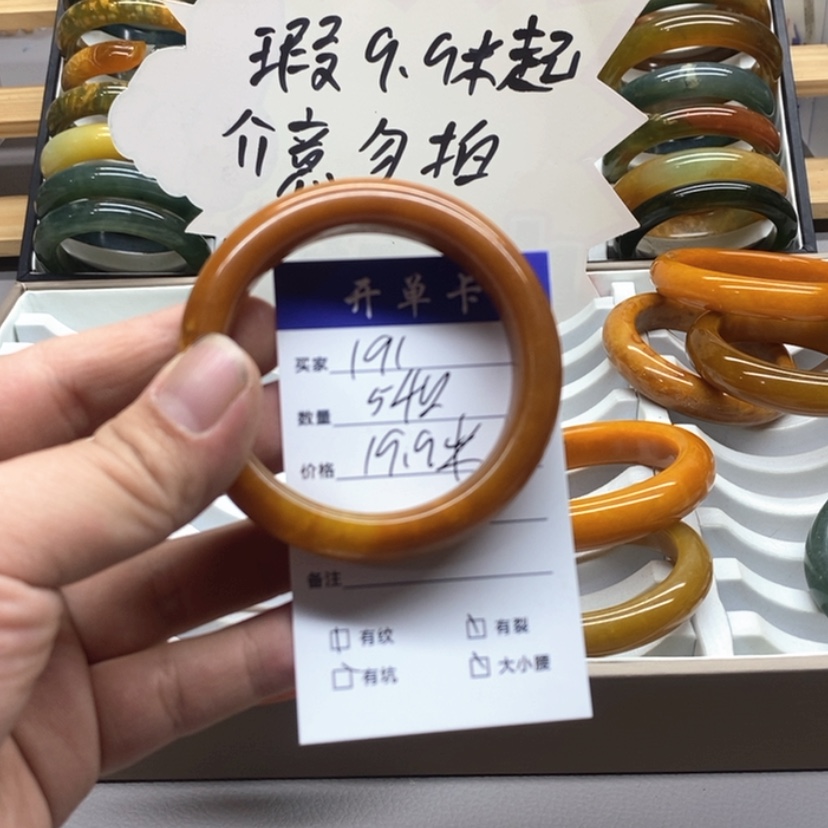 瑕9.9米起
介意勿拍
开单卡
买家 191
数量 54
价格 19.9米
备注
有纹 有裂
有坑 大小腰